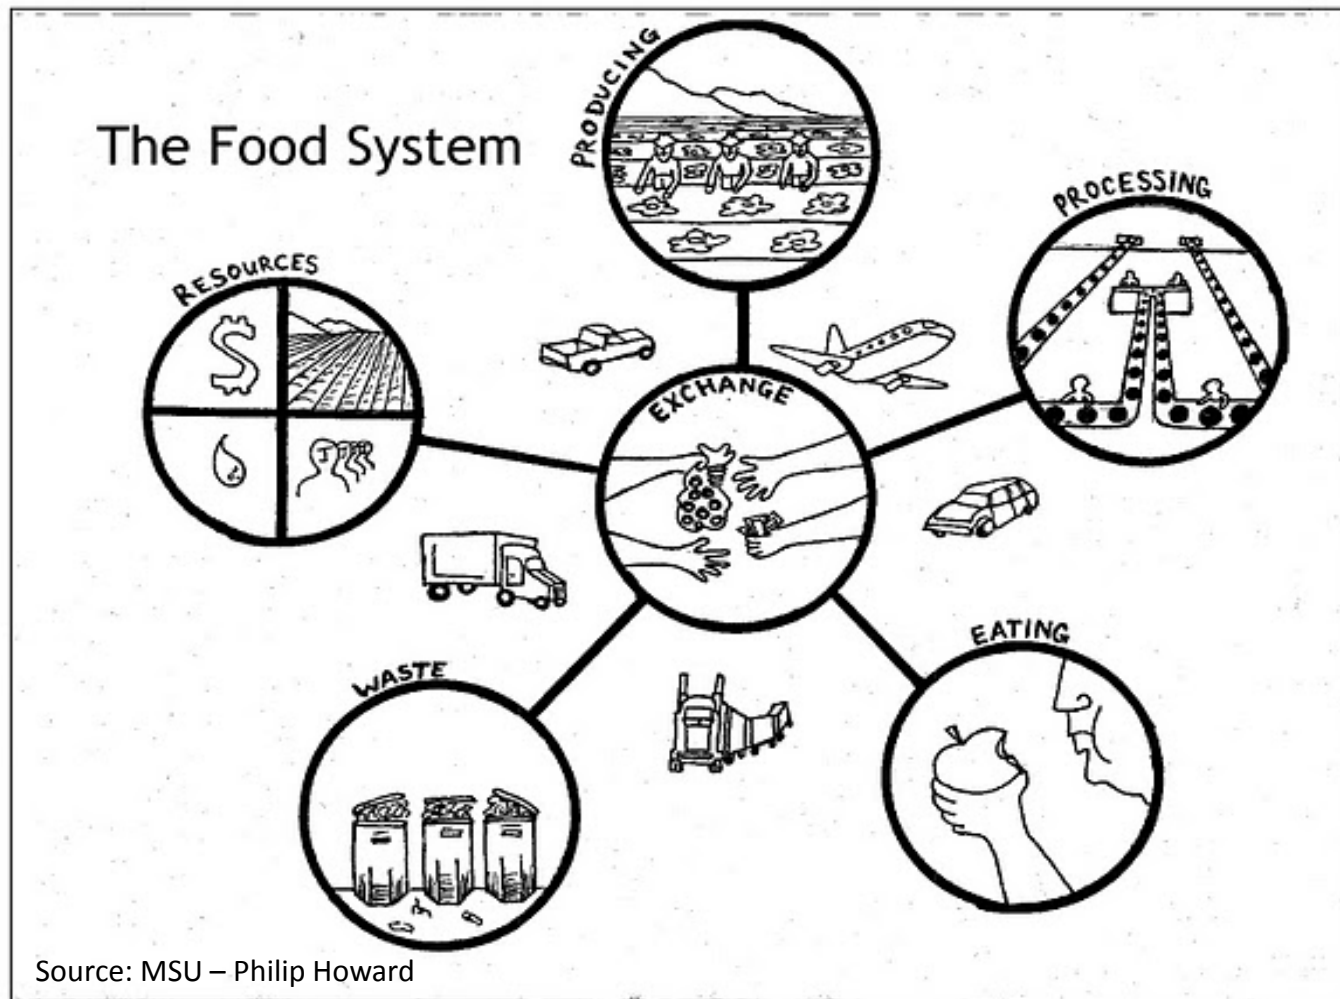 The Food System
PRODUCING
PROCESSING
RESOURCES
$
EXCHANGE
EATING
WASTE
Source: MSU – Philip Howard